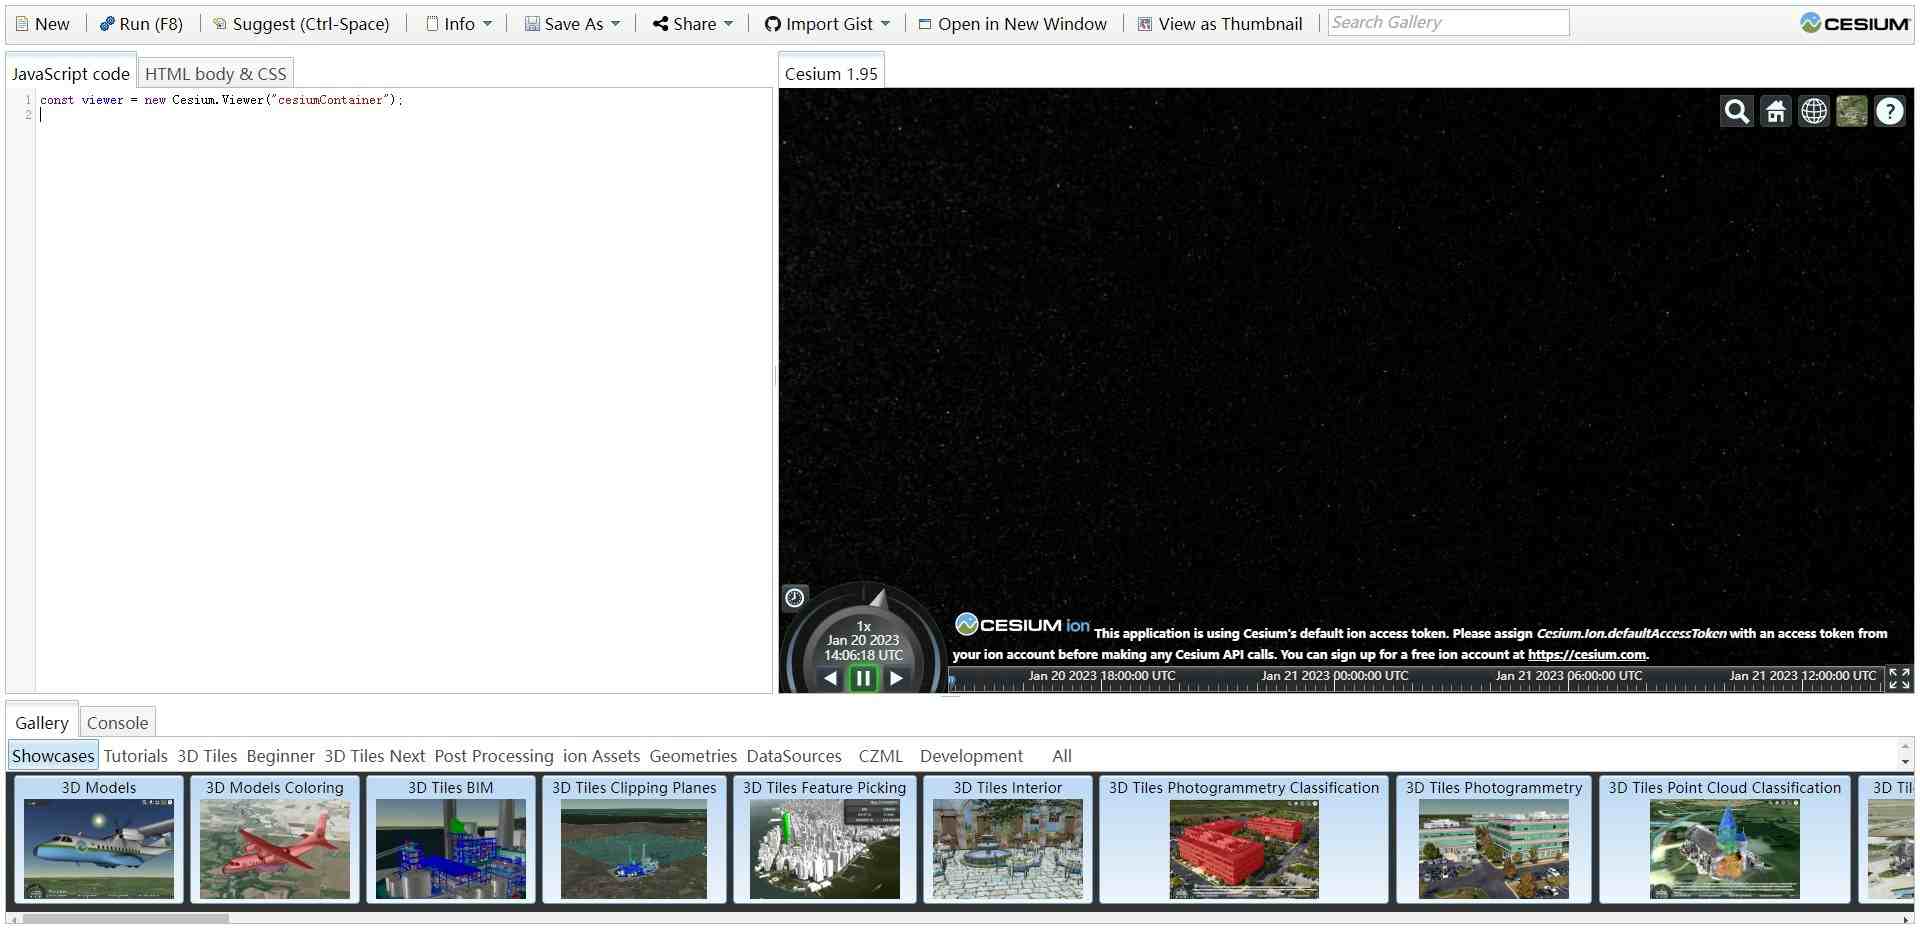 New Run (F8) Suggest (Ctrl-Space) Info Save As Share Import Gist Open in New Window View as Thumbnail Search Gallery CESIUM
JavaScript code HTML body & CSS
1 const viewer = new Cesium.Viewer("cesiumContainer");
2
Cesium 1.95
?
1x
Jan 20 2023
14:06:18 UTC
CESIUM ion This application is using Cesium's default ion access token. Please assign Cesium.Ion.defaultAccessToken with an access token from
your ion account before making any Cesium API calls. You can sign up for a free ion account at https://cesium.com.
Jan 20 2023 18:00:00 UTC Jan 21 2023 00:00:00 UTC Jan 21 2023 06:00:00 UTC Jan 21 2023 12:00:00 UTC
Gallery Console
Showcases Tutorials 3D Tiles Beginner 3D Tiles Next Post Processing ion Assets Geometries DataSources CZML Development All
3D Models 3D Models Coloring 3D Tiles BIM 3D Tiles Clipping Planes 3D Tiles Feature Picking 3D Tiles Interior 3D Tiles Photogrammetry Classification 3D Tiles Photogrammetry 3D Tiles Point Cloud Classification 3D Til